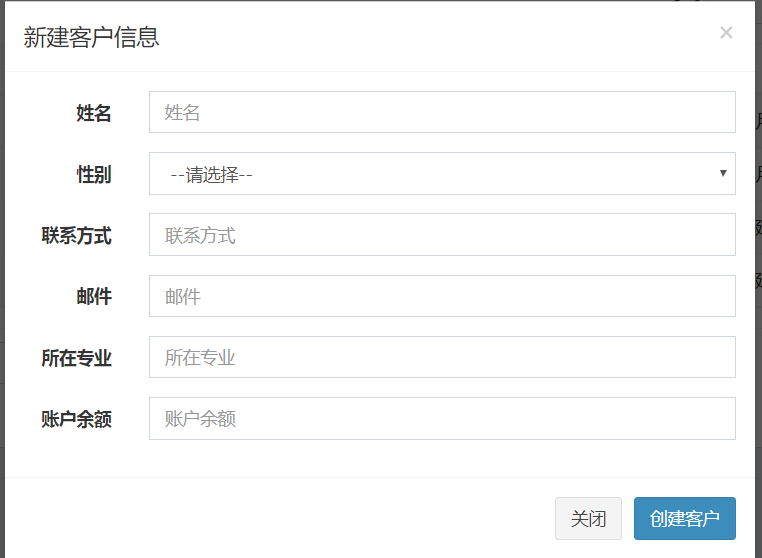 新建客户信息 ×
姓名 姓名
性别 --请选择--
联系方式 联系方式
邮件 邮件
所在专业 所在专业
账户余额 账户余额
关闭 创建客户